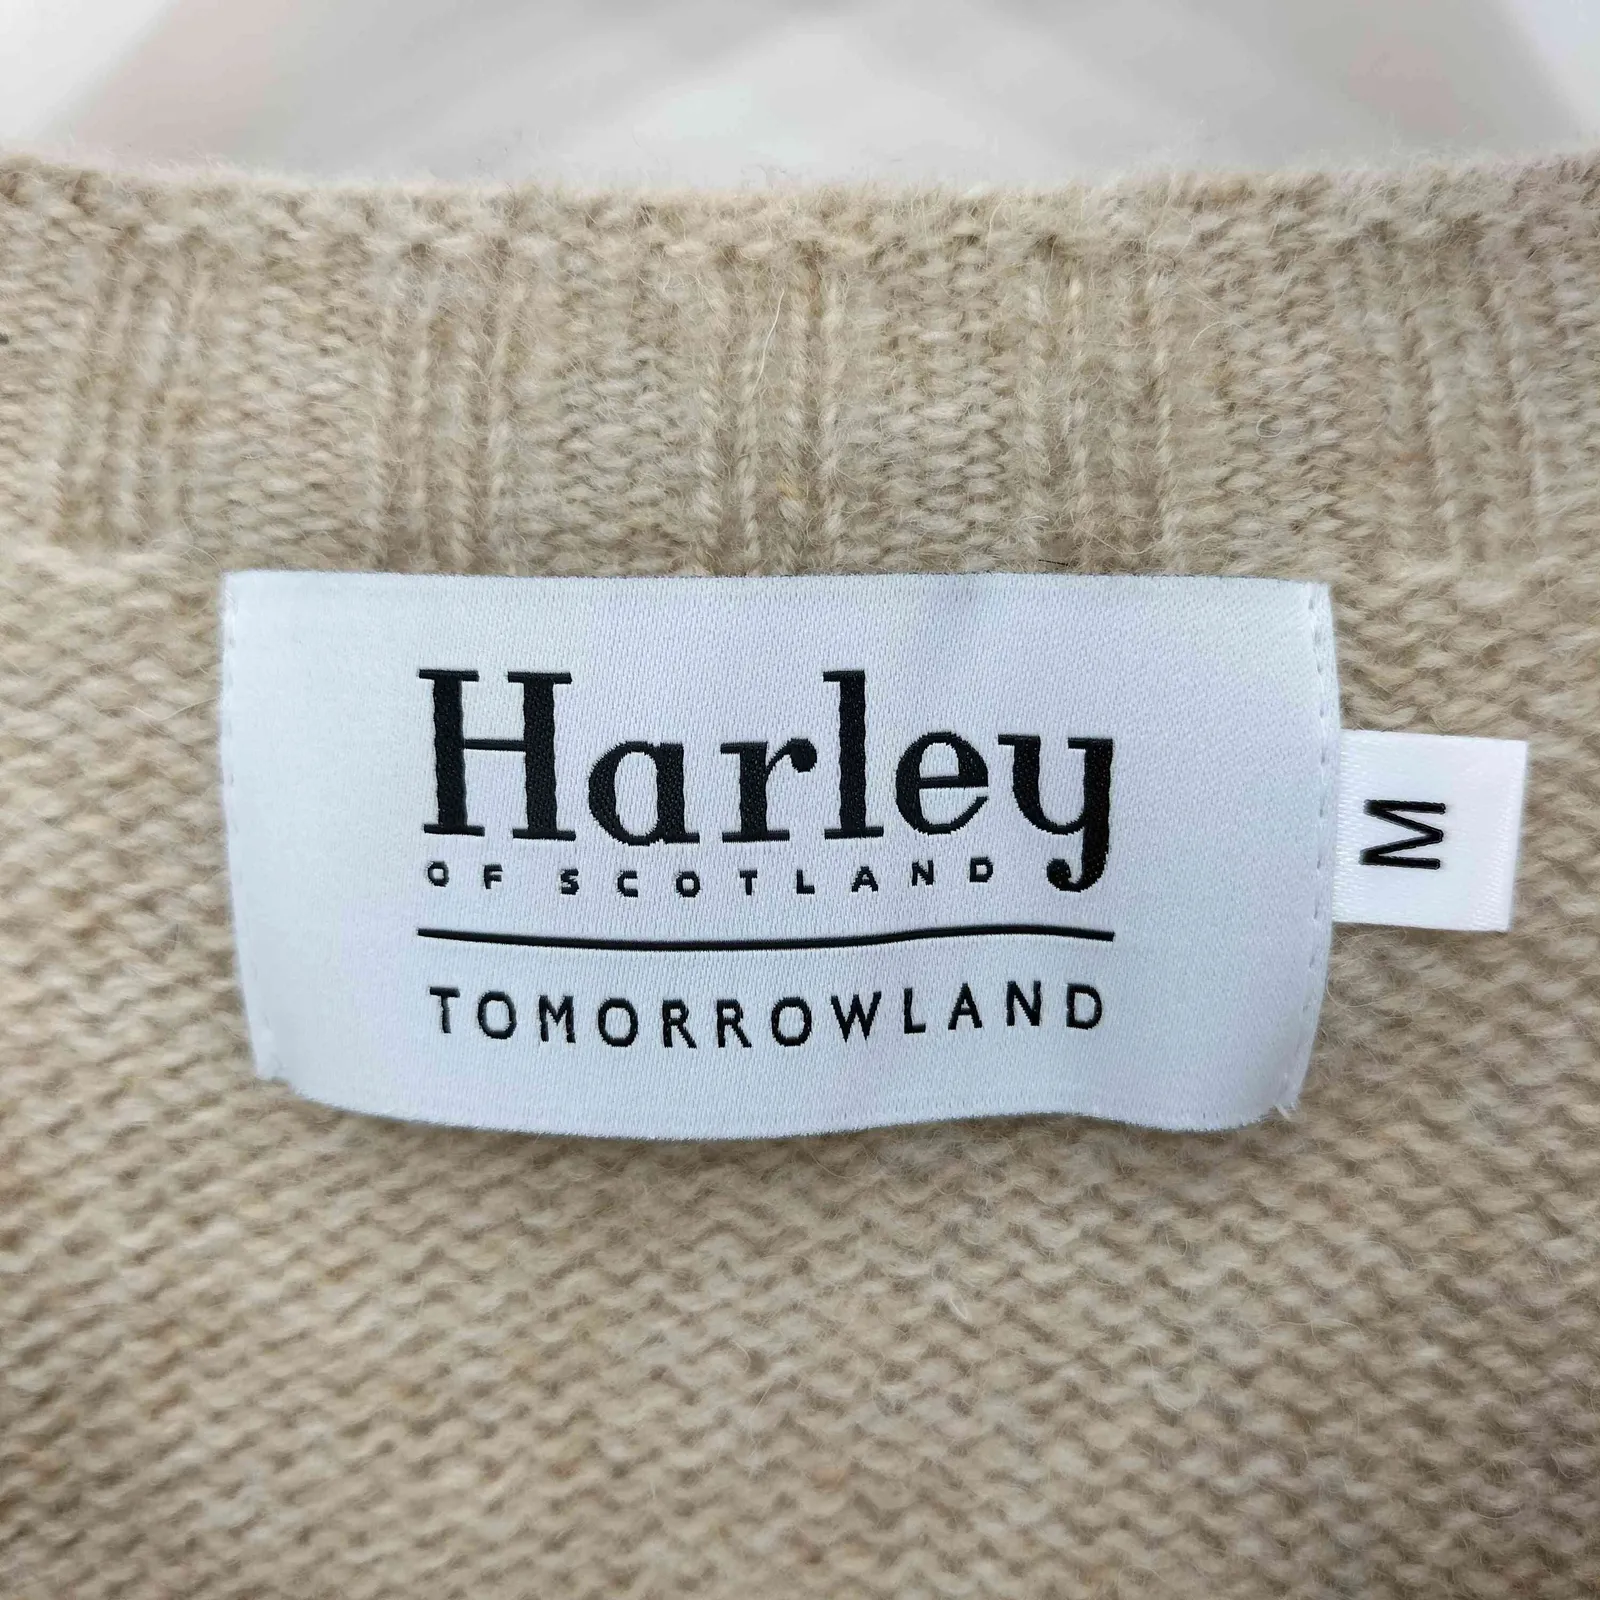 Harley
OF SCOTLAND
TOMORROWLAND
M